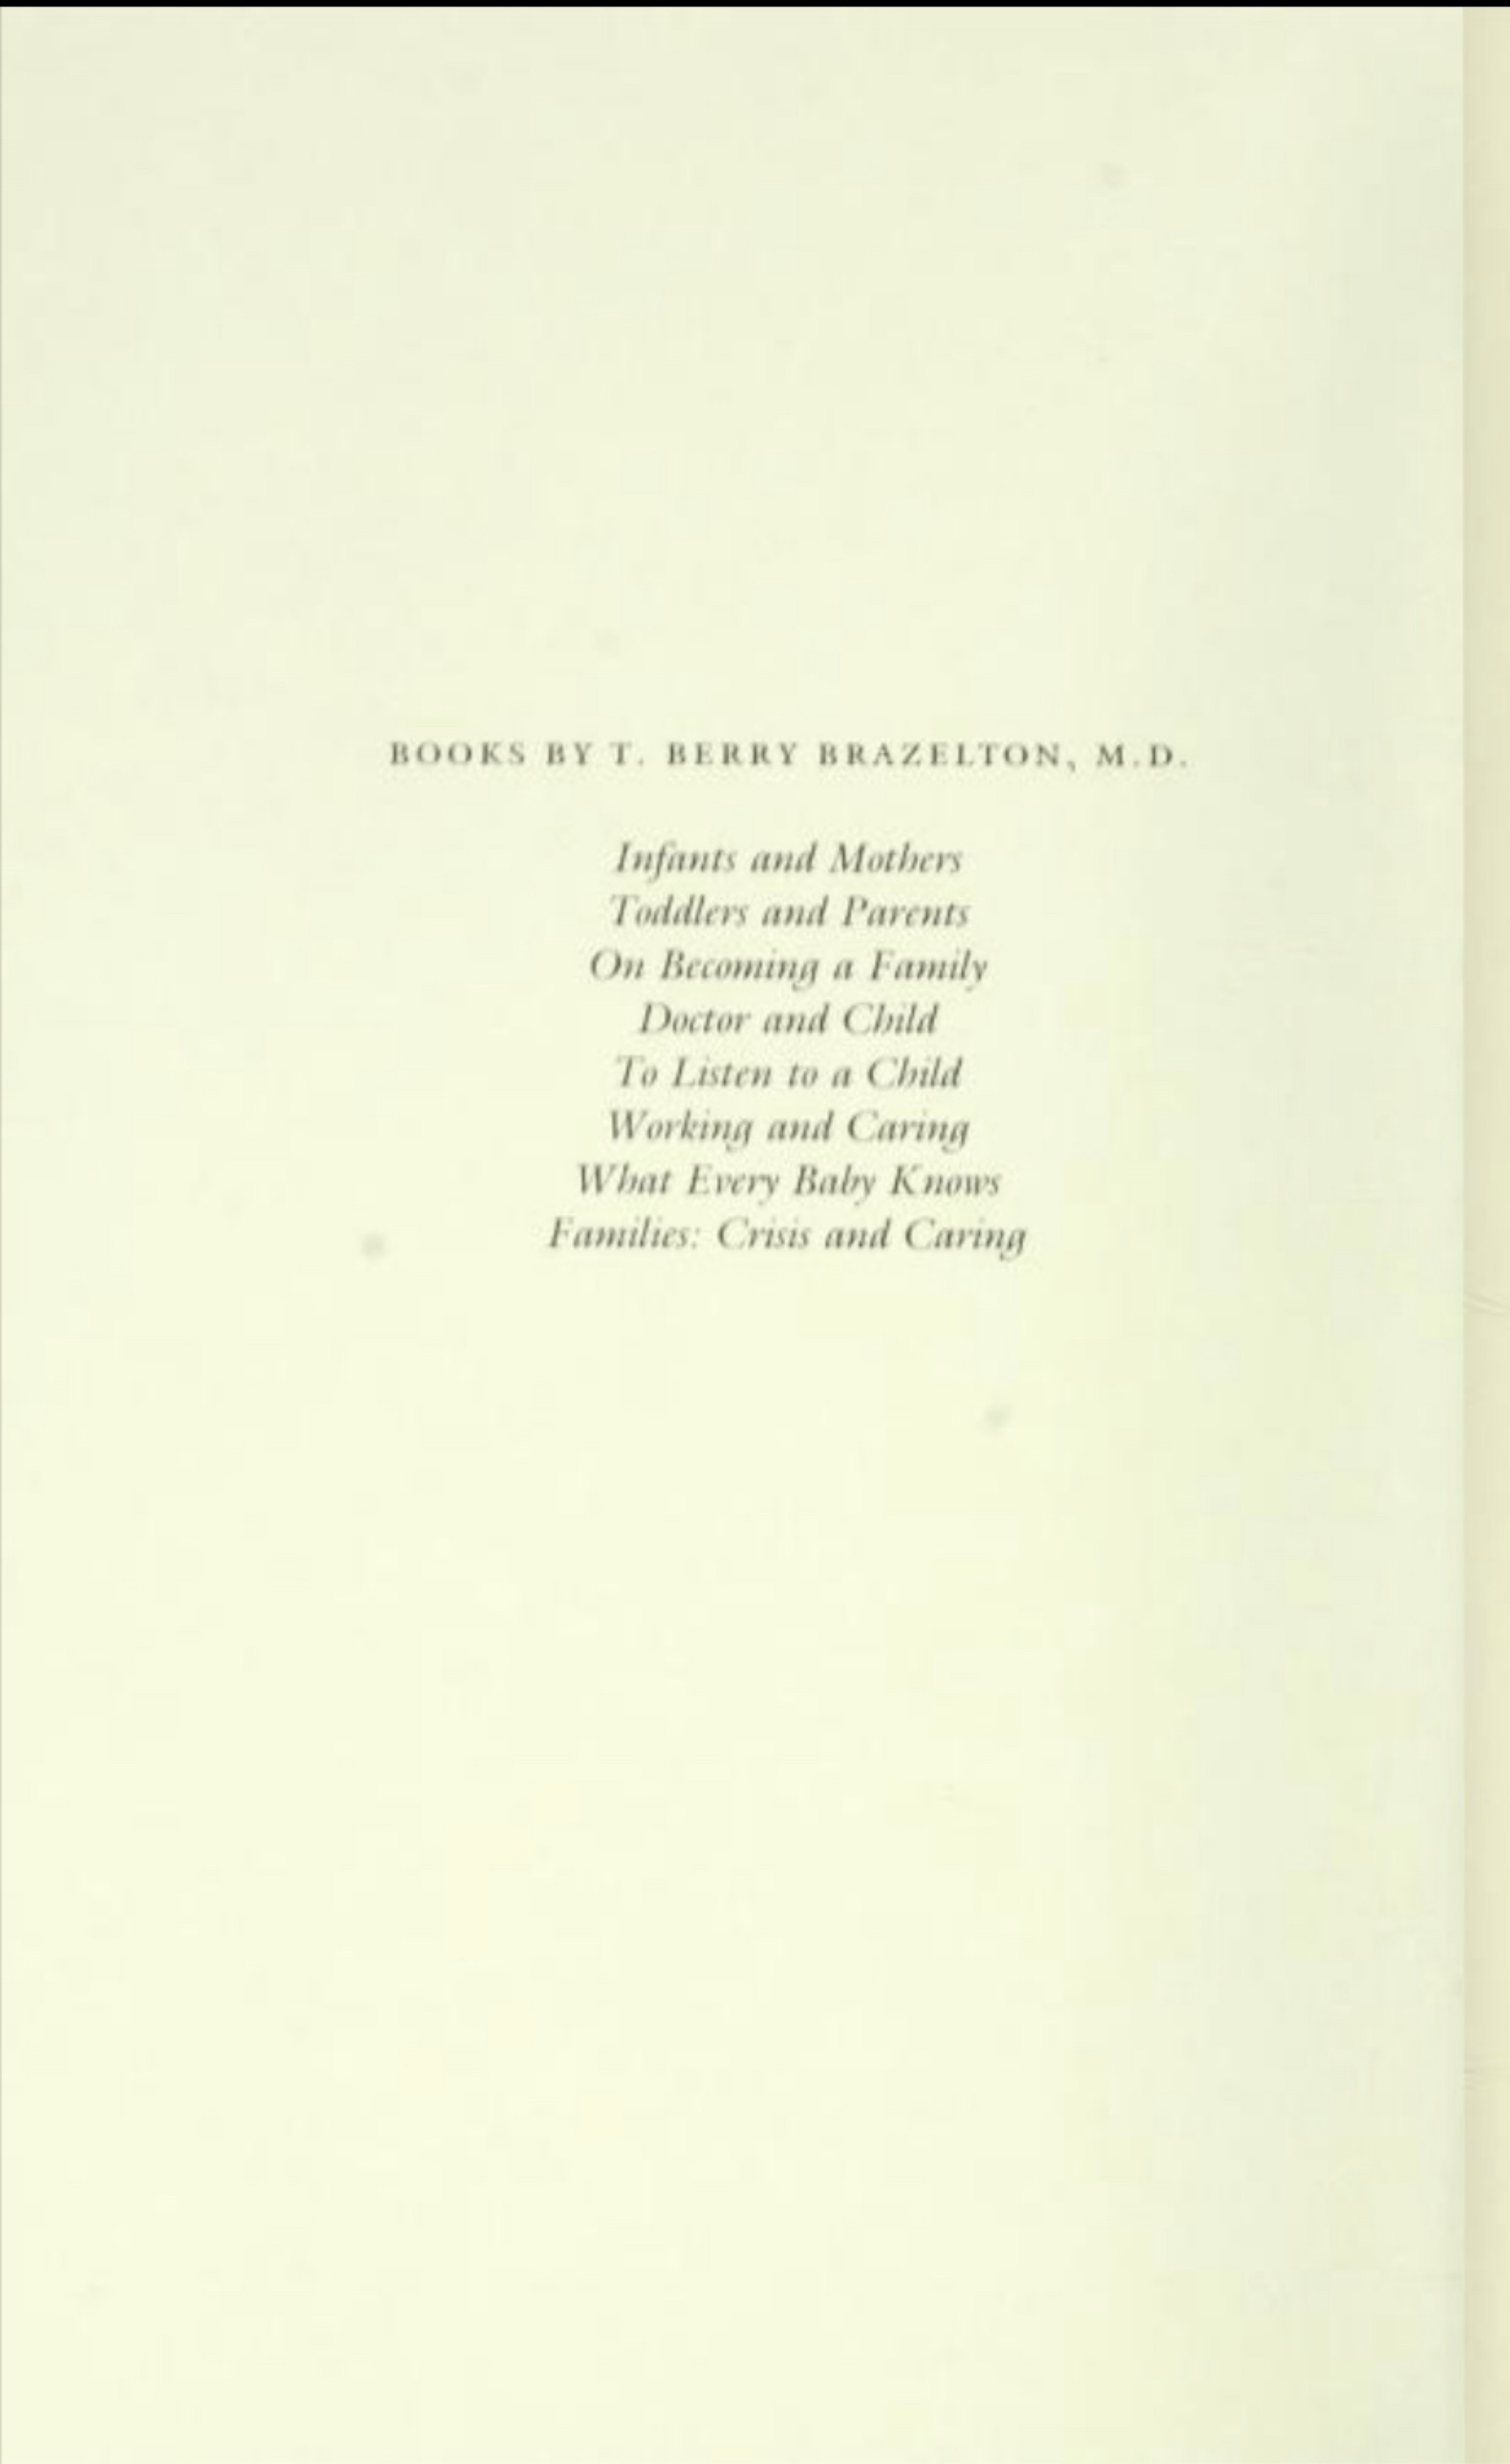 BOOKS BY T. BERRY BRAZELTON, M.D.
Infants and Mothers
Toddlers and Parents
On Becoming a Family
Doctor and Child
To Listen to a Child
Working and Caring
What Every Baby Knows
Families: Crisis and Caring